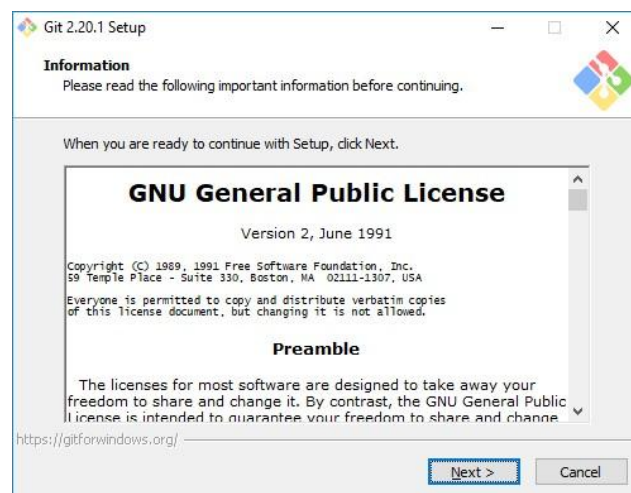 Git 2.20.1 Setup
Information
Please read the following important information before continuing.
When you are ready to continue with Setup, click Next.
GNU General Public License
Version 2, June 1991
Copyright (C) 1989, 1991 Free Software Foundation, Inc.
59 Temple Place - Suite 330, Boston, MA  02111-1307, USA
Everyone is permitted to copy and distribute verbatim copies
of this license document, but changing it is not allowed.
Preamble
The licenses for most software are designed to take away your
freedom to share and change it. By contrast, the GNU General Public
License is intended to guarantee your freedom to share and change
https://gitforwindows.org/
Next >
Cancel